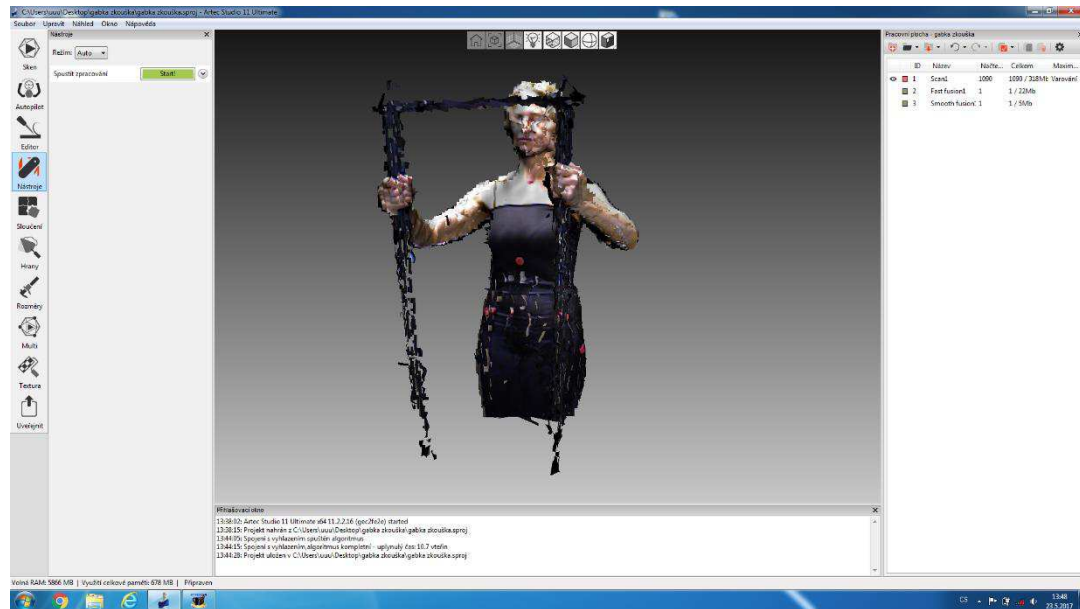 C:\Users\uuu\Desktop\gabka zkouška\gabka zkouška.sproj - Artec Studio 11 Ultimate
Soubor Upravit Náhled Okno Nápověda
Nástroje
Pracovní plocha - gabka zkouška
Režim: Auto
Spustit zpracování Start!
Sken
Autopilot
Editor
Nástroje
Sloučení
Hrany
Rozměry
Multi
Textura
Uveřejnit
ID Název Načte... Celkem Maxim...
1 Scan1 1090 1090 / 318Mb Varování
2 Fast fusion1 1 1 / 22Mb
3 Smooth fusion1 1 / 5Mb
Přihlašovací okno
13:38:02: Artec Studio 11 Ultimate x64 11.2.2.16 (gec2fe2e) started
13:38:15: Projekt nahrán z C:\Users\uuu\Desktop\gabka zkouška\gabka zkouška.sproj
13:44:05: Spojení s vyhlazením spuštěn algoritmus
13:44:15: Spojení s vyhlazením,algoritmus kompletní - uplynulý čas: 10.7 vteřin
13:44:28: Projekt uložen v C:\Users\uuu\Desktop\gabka zkouška\gabka zkouška.sproj
Volná RAM: 5866 MB | Využití celkové paměti: 678 MB | Připraven
CS
13:48
23.5.2017